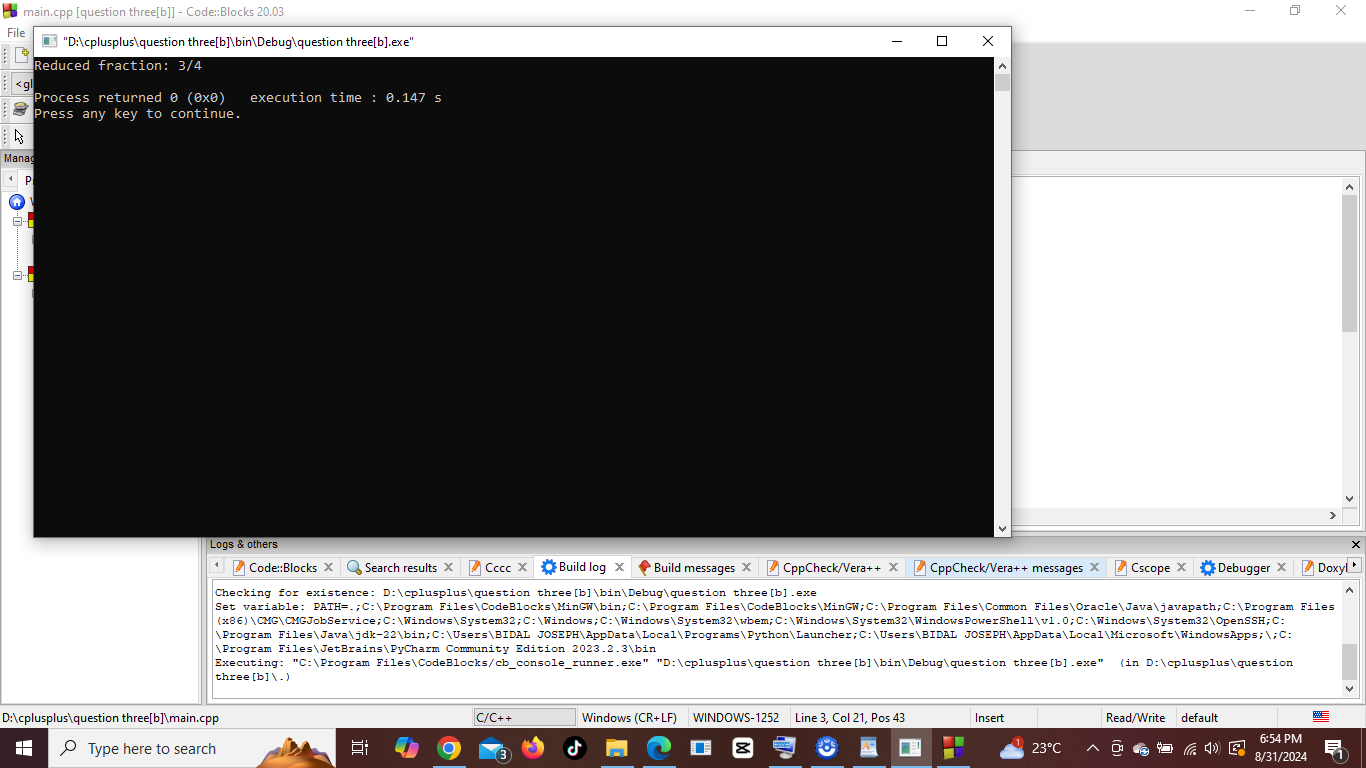 main.cpp [question three[b]] - Code::Blocks 20.03
File
"D:\cplusplus\question three[b]\bin\Debug\question three[b].exe"
Reduced fraction: 3/4
Process returned 0 (0x0)   execution time : 0.147 s
Press any key to continue.
<gl
Manag
Logs & others
Code::Blocks
Search results
Cccc
Build log
Build messages
CppCheck/Vera++
CppCheck/Vera++ messages
Cscope
Debugger
Doxyl
Checking for existence: D:\cplusplus\question three[b]\bin\Debug\question three[b].exe
Set variable: PATH=.;C:\Program Files\CodeBlocks\MinGW\bin;C:\Program Files\CodeBlocks\MinGW;C:\Program Files\Common Files\Oracle\Java\javapath;C:\Program Files
(x86)\CMG\CMGJobService;C:\Windows\System32;C:\Windows;C:\Windows\System32\wbem;C:\Windows\System32\WindowsPowerShell\v1.0;C:\Windows\System32\OpenSSH;C:
\Program Files\Java\jdk-22\bin;C:\Users\BIDAL JOSEPH\AppData\Local\Programs\Python\Launcher;C:\Users\BIDAL JOSEPH\AppData\Local\Microsoft\WindowsApps;\;C:
\Program Files\JetBrains\PyCharm Community Edition 2023.2.3\bin
Executing: "C:\Program Files\CodeBlocks/cb_console_runner.exe" "D:\cplusplus\question three[b]\bin\Debug\question three[b].exe"  (in D:\cplusplus\question
three[b]\.)
D:\cplusplus\question three[b]\main.cpp
C/C++
Windows (CR+LF)
WINDOWS-1252
Line 3, Col 21, Pos 43
Insert
Read/Write
default
Type here to search
3
1
23°C
6:54 PM
8/31/2024
1